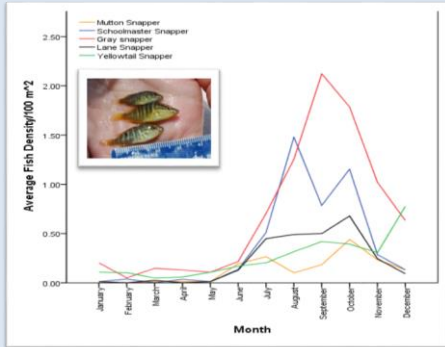 Mutton Snapper
Schoolmaster Snapper
Gray snapper
Lane Snapper
Yellowtail Snapper
Average Fish Density/100 m^2
2.50
2.00
1.50
1.00
0.50
0.00
January
February
March
April
May
June
July
August
September
October
November
December
Month